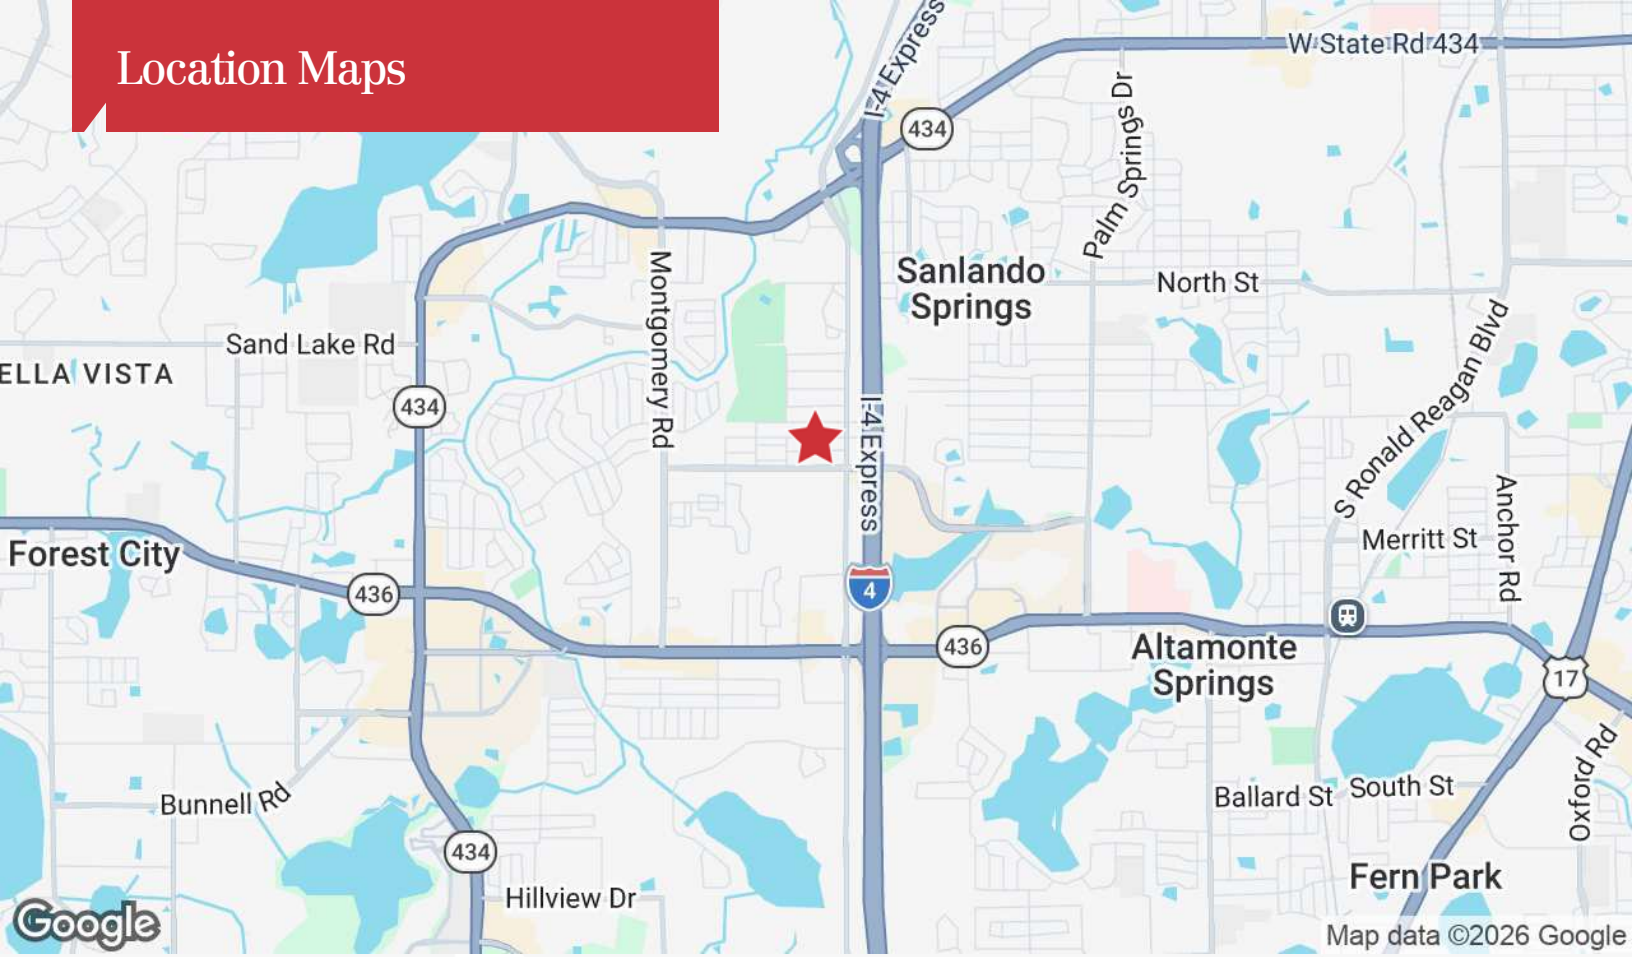 Location Maps
I-4 Express
W State Rd 434
434
Palm Springs Dr
Montgomery Rd
Sanlando
Springs
North St
Sand Lake Rd
ELLA VISTA
434
I-4 Express
S Ronald Reagan Blvd
Anchor Rd
Merritt St
Forest City
436
4
436
Altamonte
Springs
17
Oxford Rd
Bunnell Rd
Ballard St
South St
434
Fern Park
Hillview Dr
Google
Map data ©2026 Google